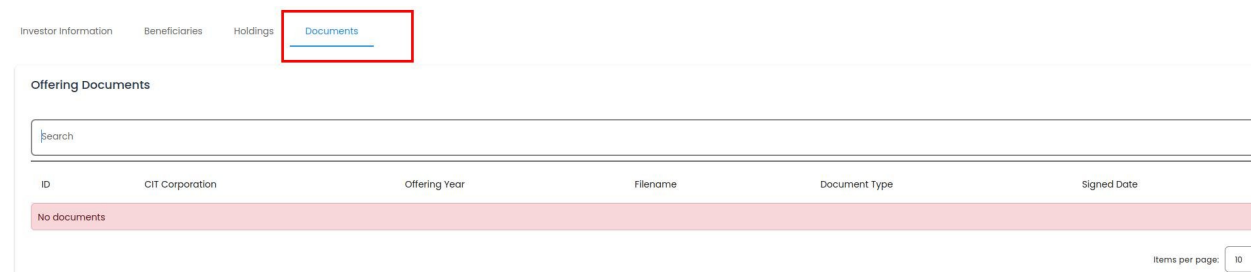 Investor Information Beneficiaries Holdings Documents
Offering Documents
Search
ID CIT Corporation Offering Year Filename Document Type Signed Date
No documents
Items per page: 10